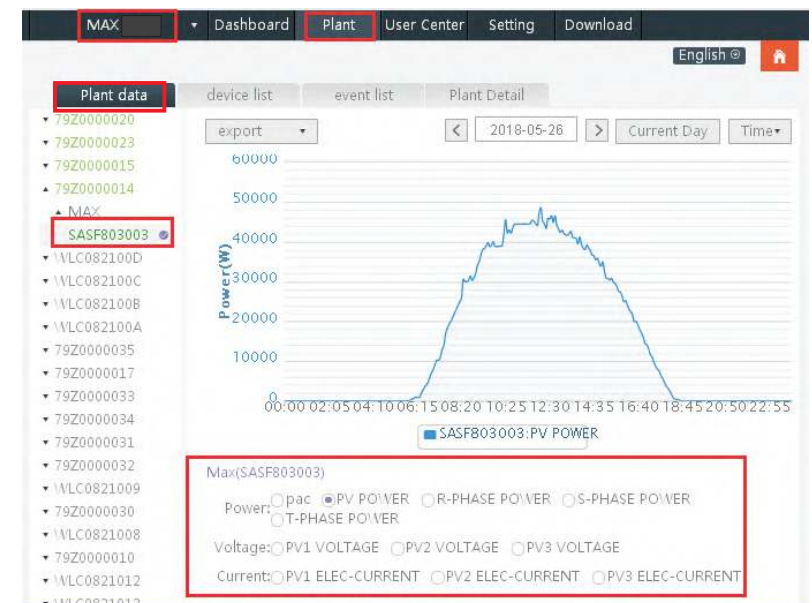 MAX ▾ Dashboard Plant User Center Setting Download
English
Plant data device list event list Plant Detail
79Z0000020
79Z0000023
79Z0000015
79Z0000014
MAX
SASF803003
WLC082100D
WLC082100C
WLC082100B
WLC082100A
79Z0000035
79Z0000017
79Z0000033
79Z0000034
79Z0000031
79Z0000032
WLC0821009
79Z0000030
WLC0821008
79Z0000010
WLC0821012
export < 2018-05-26 > Current Day Time
Power(W)
60000
50000
40000
30000
20000
10000
0
00:00 02:05 04:10 06:15 08:20 10:25 12:30 14:35 16:40 18:45 20:50 22:55
SASF803003:PV POWER
Max(SASF803003)
Power: pac PV POWER R-PHASE POWER S-PHASE POWER
T-PHASE POWER
Voltage: PV1 VOLTAGE PV2 VOLTAGE PV3 VOLTAGE
Current: PV1 ELEC-CURRENT PV2 ELEC-CURRENT PV3 ELEC-CURRENT